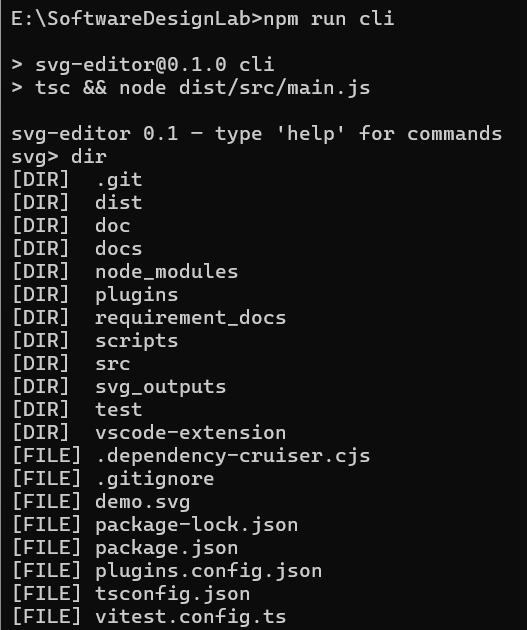 E:\SoftwareDesignLab>npm run cli
> svg-editor@0.1.0 cli
> tsc && node dist/src/main.js
svg-editor 0.1 — type 'help' for commands
svg> dir
[DIR]  .git
[DIR]  dist
[DIR]  doc
[DIR]  docs
[DIR]  node_modules
[DIR]  plugins
[DIR]  requirement_docs
[DIR]  scripts
[DIR]  src
[DIR]  svg_outputs
[DIR]  test
[DIR]  vscode-extension
[FILE] .dependency-cruiser.cjs
[FILE] .gitignore
[FILE] demo.svg
[FILE] package-lock.json
[FILE] package.json
[FILE] plugins.config.json
[FILE] tsconfig.json
[FILE] vitest.config.ts